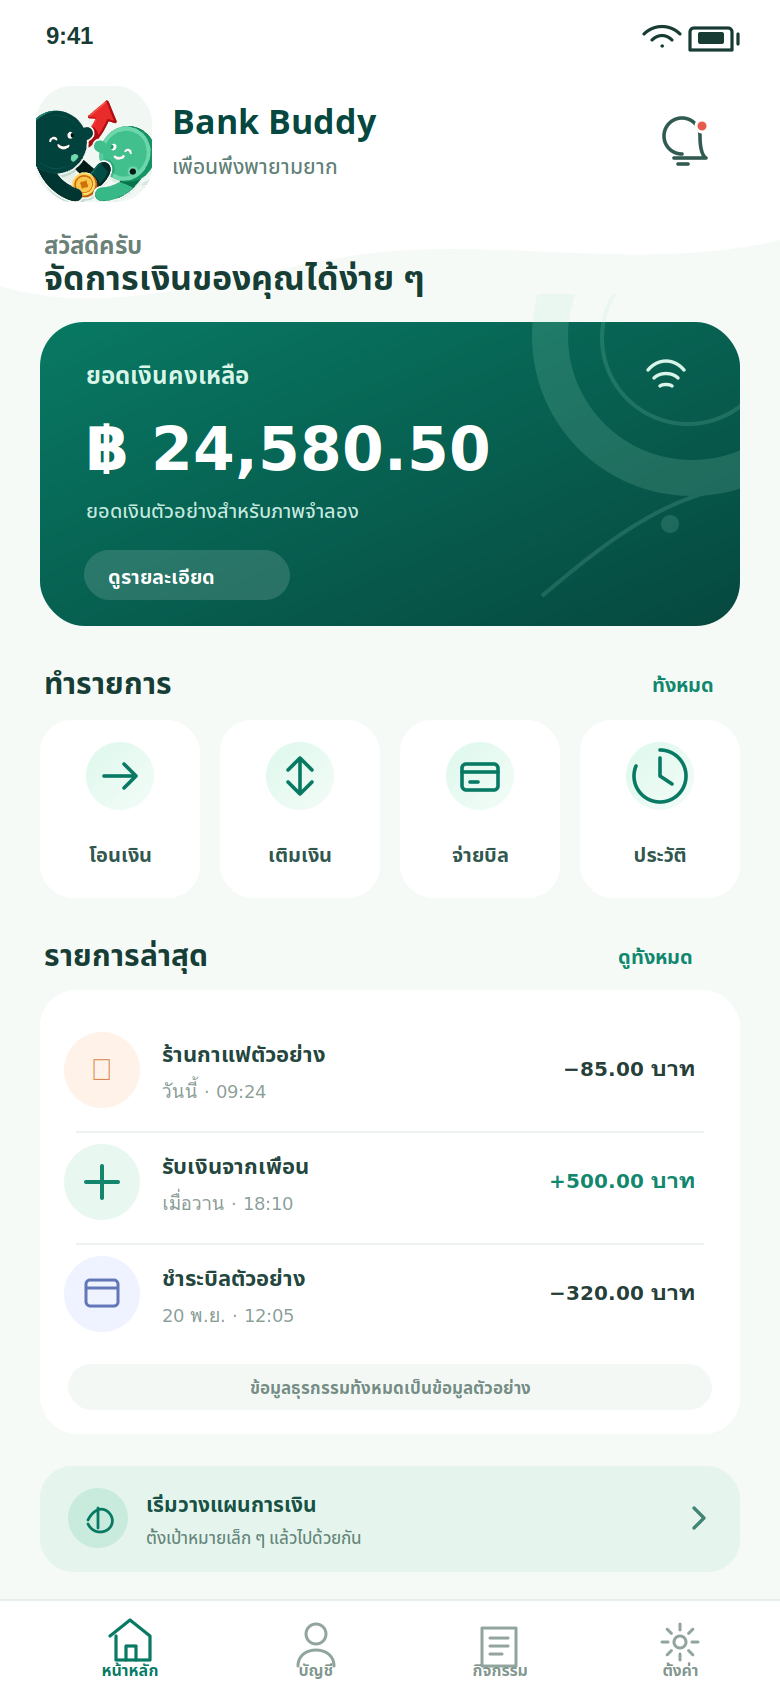 9:41
Bank Buddy
เพื่อนพึ่งพายามยาก
สวัสดีครับ
จัดการเงินของคุณได้ง่าย ๆ
ยอดเงินคงเหลือ
฿ 24,580.50
ยอดเงินตัวอย่างสำหรับภาพจำลอง
ดูรายละเอียด
ทำรายการ
ทั้งหมด
โอนเงิน
เติมเงิน
จ่ายบิล
ประวัติ
รายการล่าสุด
ดูทั้งหมด
ร้านกาแฟตัวอย่าง
วันนี้ · 09:24
−85.00 บาท
รับเงินจากเพื่อน
เมื่อวาน · 18:10
+500.00 บาท
ชำระบิลตัวอย่าง
20 พ.ย. · 12:05
−320.00 บาท
ข้อมูลธุรกรรมทั้งหมดเป็นข้อมูลตัวอย่าง
เริ่มวางแผนการเงิน
ตั้งเป้าหมายเล็ก ๆ แล้วไปด้วยกัน
หน้าหลัก
บัญชี
กิจกรรม
ตั้งค่า